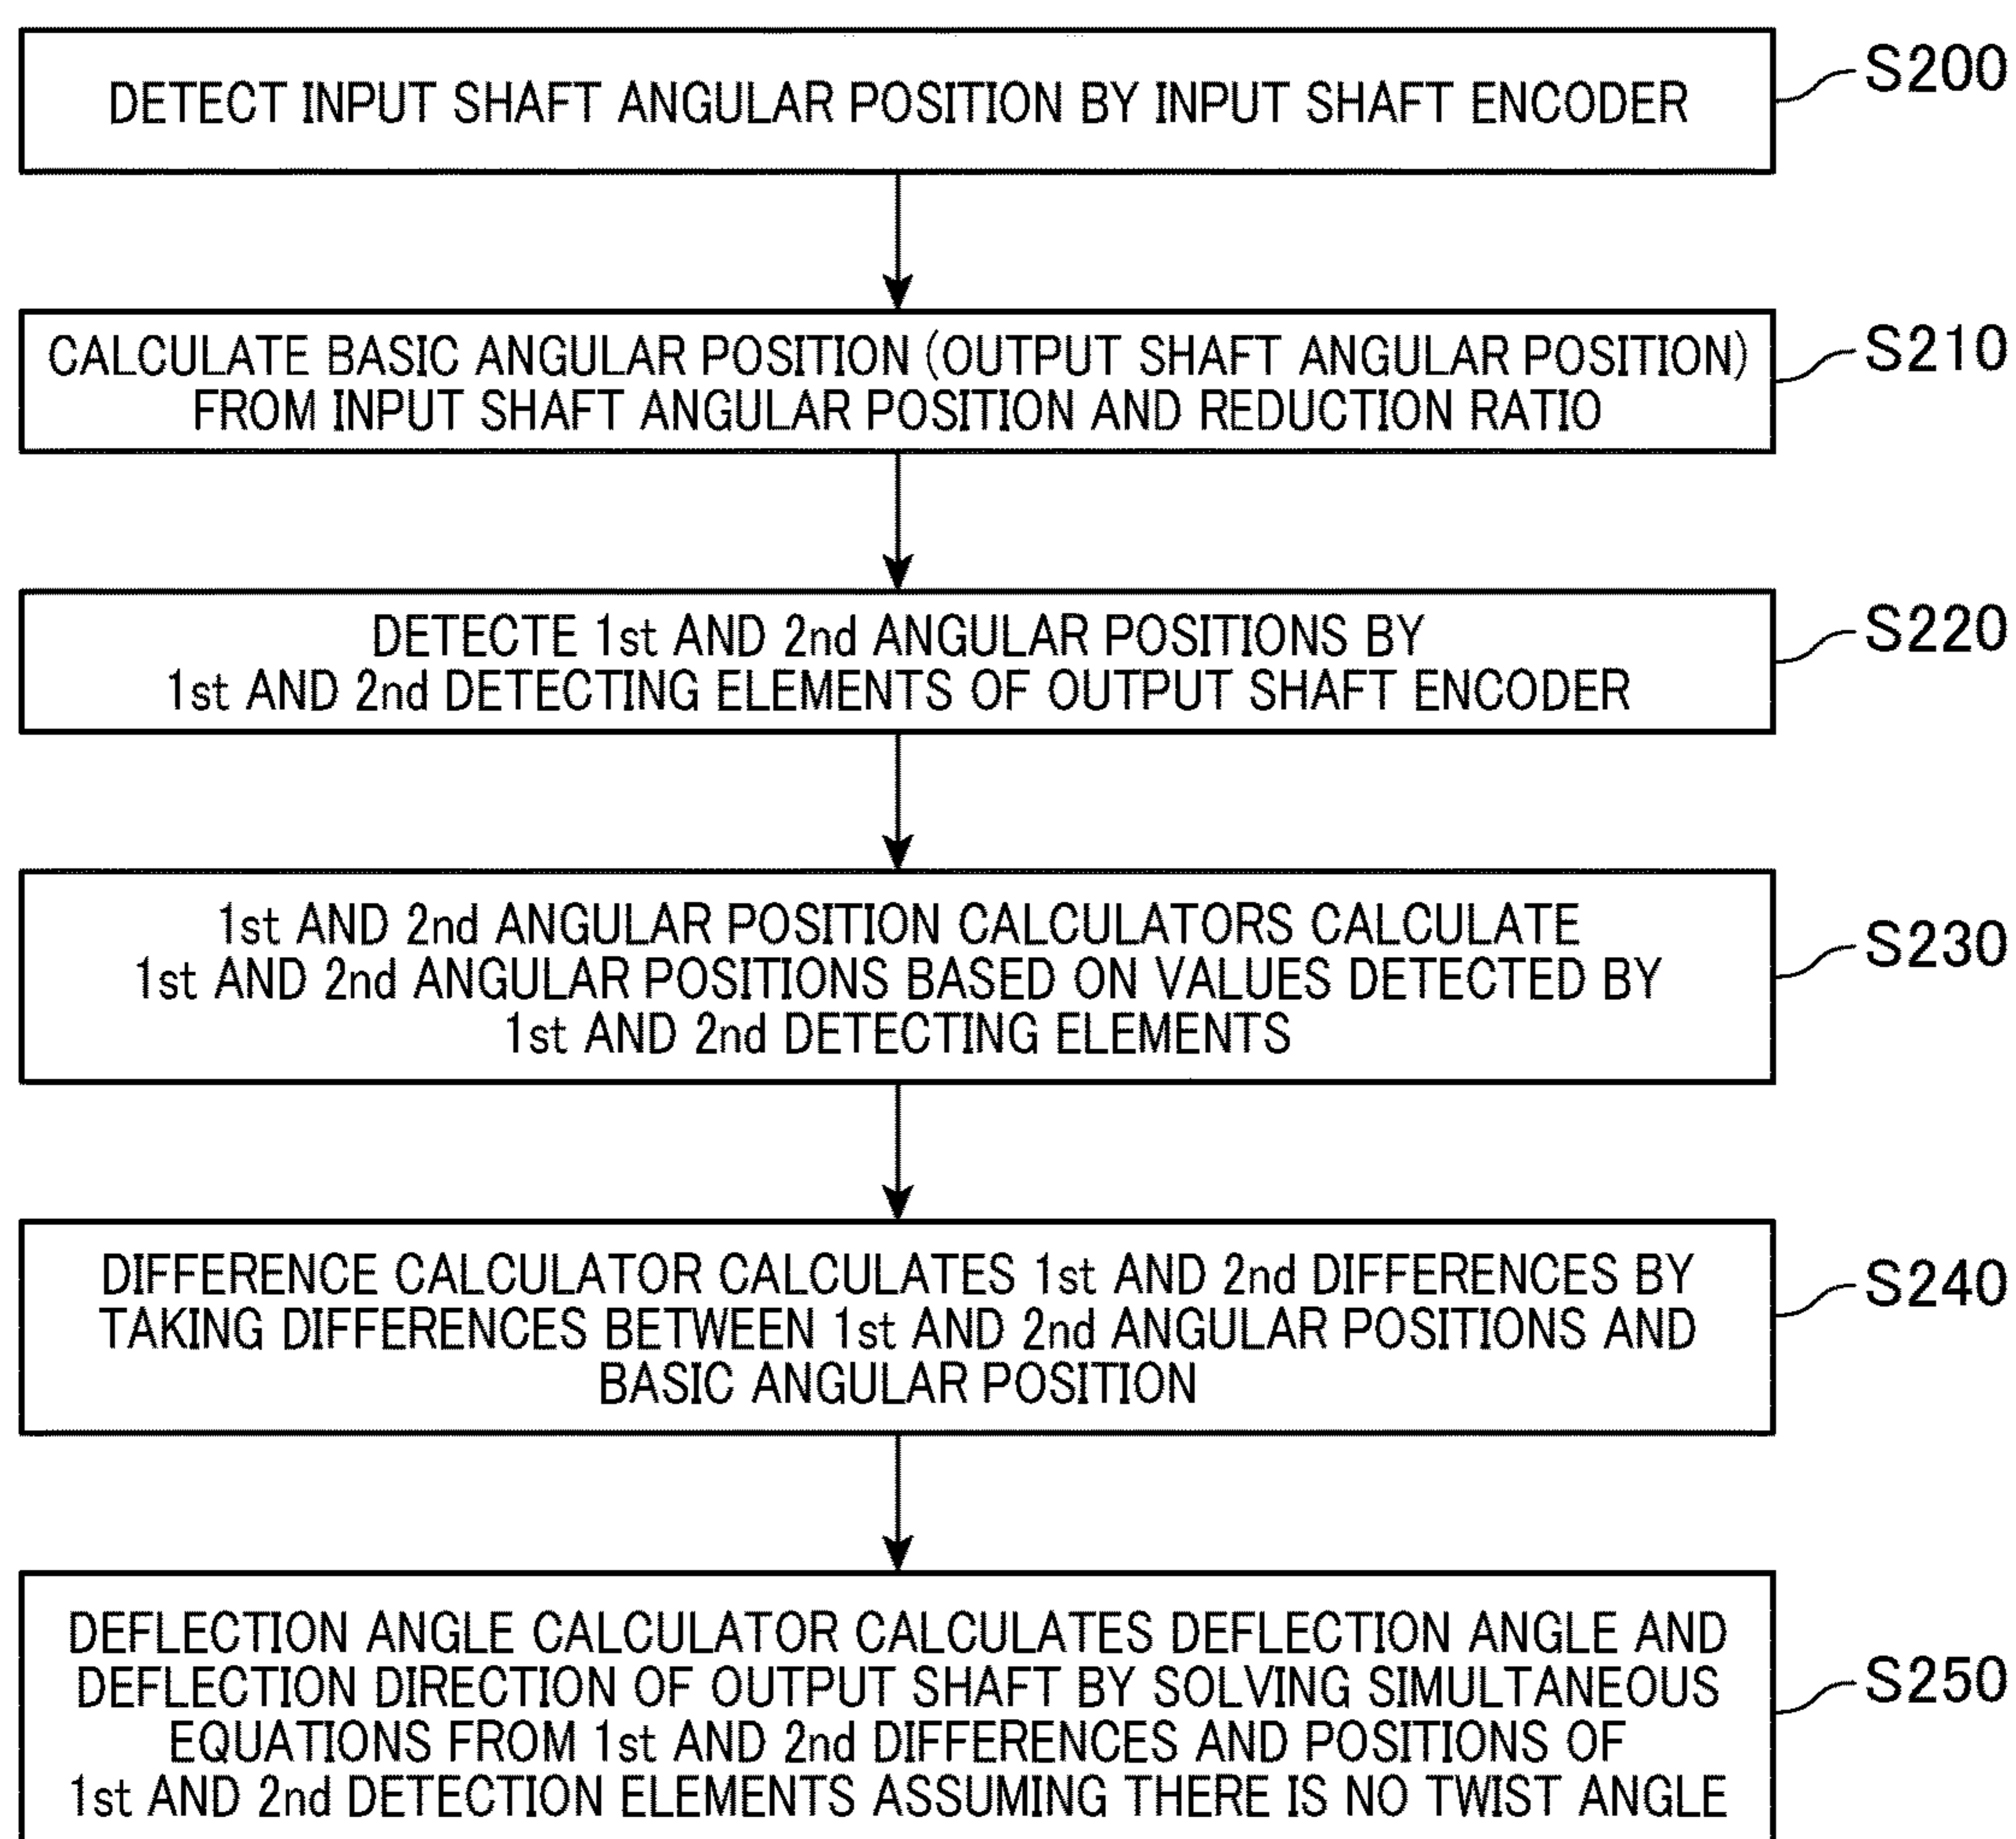 DETECT INPUT SHAFT ANGULAR POSITION BY INPUT SHAFT ENCODER
S200
CALCULATE BASIC ANGULAR POSITION (OUTPUT SHAFT ANGULAR POSITION)
FROM INPUT SHAFT ANGULAR POSITION AND REDUCTION RATIO
S210
DETECTE 1st AND 2nd ANGULAR POSITIONS BY
1st AND 2nd DETECTING ELEMENTS OF OUTPUT SHAFT ENCODER
S220
1st AND 2nd ANGULAR POSITION CALCULATORS CALCULATE
1st AND 2nd ANGULAR POSITIONS BASED ON VALUES DETECTED BY
1st AND 2nd DETECTING ELEMENTS
S230
DIFFERENCE CALCULATOR CALCULATES 1st AND 2nd DIFFERENCES BY
TAKING DIFFERENCES BETWEEN 1st AND 2nd ANGULAR POSITIONS AND
BASIC ANGULAR POSITION
S240
DEFLECTION ANGLE CALCULATOR CALCULATES DEFLECTION ANGLE AND
DEFLECTION DIRECTION OF OUTPUT SHAFT BY SOLVING SIMULTANEOUS
EQUATIONS FROM 1st AND 2nd DIFFERENCES AND POSITIONS OF
1st AND 2nd DETECTION ELEMENTS ASSUMING THERE IS NO TWIST ANGLE
S250